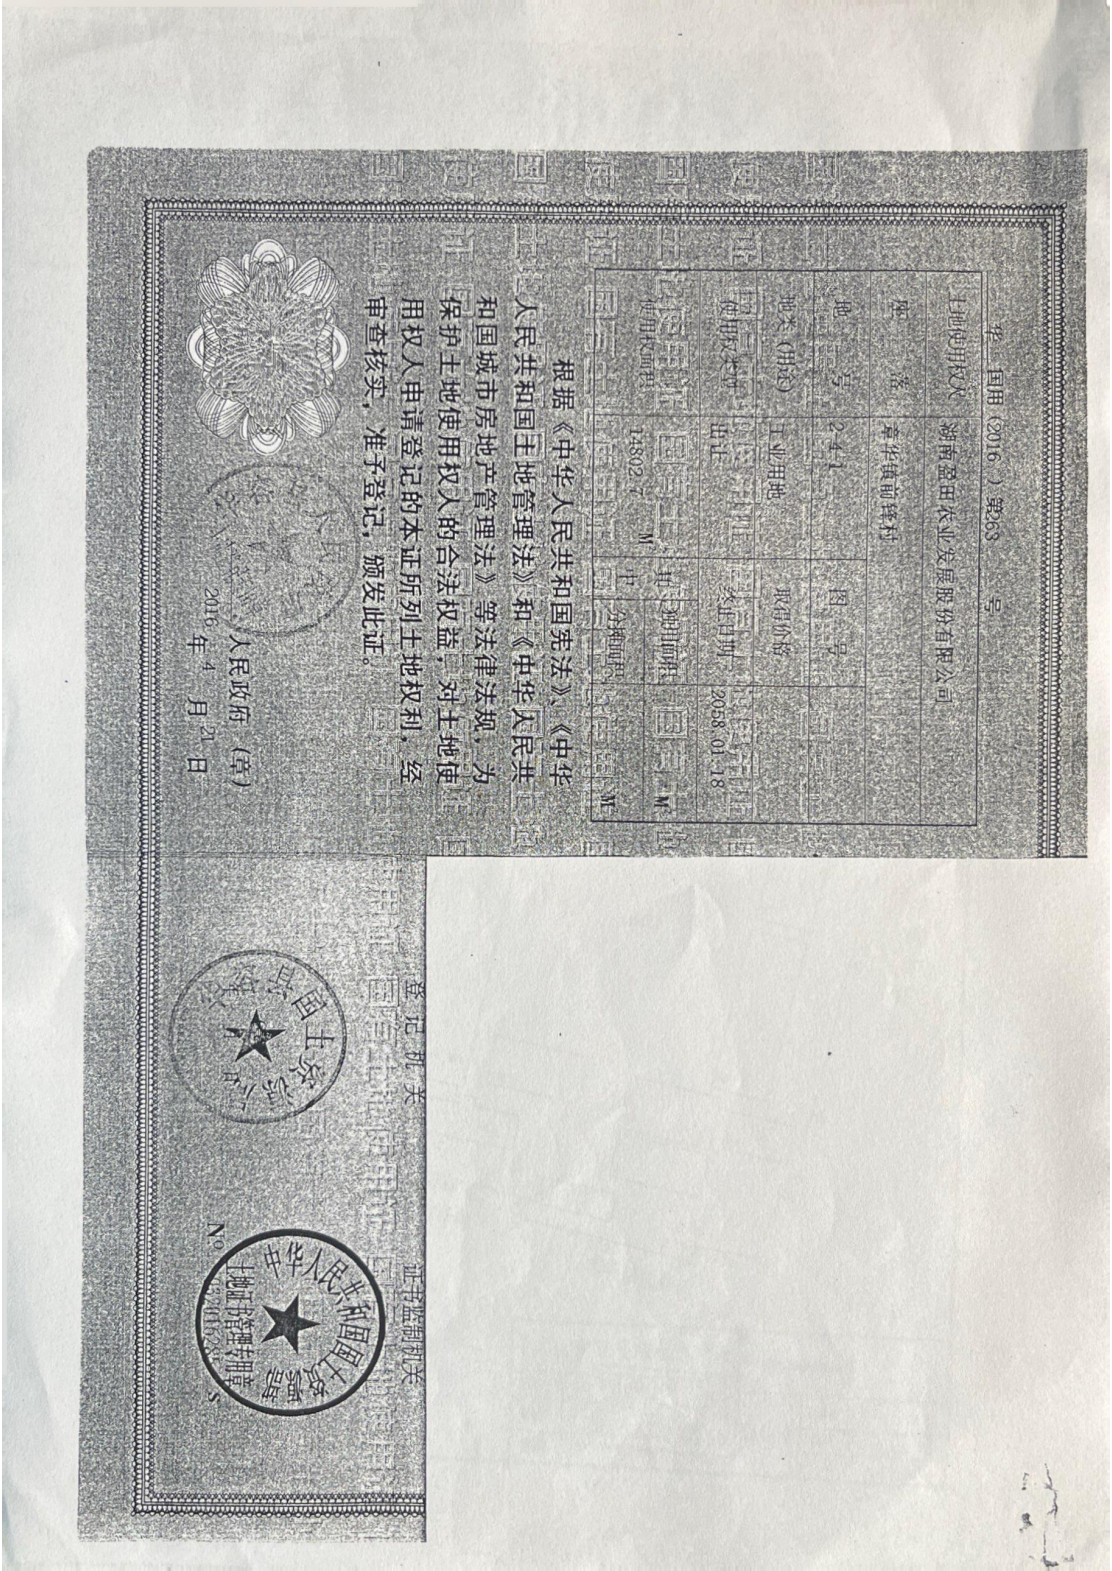 华 国用（2016）第263 号
土地使用权人 湖南盈田农业发展股份有限公司
座 落 章华镇前锋村
地 号 2-4-1 图 号
地类（用途） 工业用地 取得价格
使用权类型 出让 终止日期 2058.01.18
使用权面积 14802.7 M² 其中 独用面积 M²
分摊面积 M²
根据《中华人民共和国宪法》、《中华
人民共和国土地管理法》和《中华人民共
和国城市房地产管理法》等法律法规，为
保护土地使用权人的合法权益，对土地使
用权人申请登记的本证所列土地权利，经
审查核实，准予登记，颁发此证。
人民政府（章）
2016 年 4 月 21 日
登记机关
国土资源
证书监制机关
中华人民共和国国土资源部
土地证书管理专用章
No